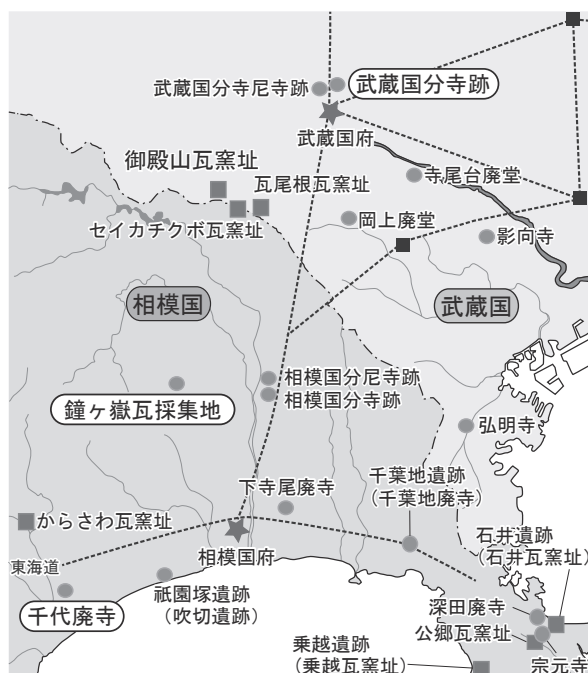 武蔵国分寺尼寺跡
武蔵国分寺跡
武蔵国府
御殿山瓦窯址
瓦尾根瓦窯址
寺尾台廃堂
セイカチクボ瓦窯址
岡上廃堂
影向寺
相模国
武蔵国
相模国分尼寺跡
相模国分寺跡
鐘ヶ嶽瓦採集地
弘明寺
下寺尾廃寺
千葉地遺跡
（千葉地廃寺）
からさわ瓦窯址
相模国府
石井遺跡
（石井瓦窯址）
東海道
千代廃寺
祇園塚遺跡
（吹切遺跡）
深田廃寺
公郷瓦窯址
宗元寺
乗越遺跡
（乗越瓦窯址）